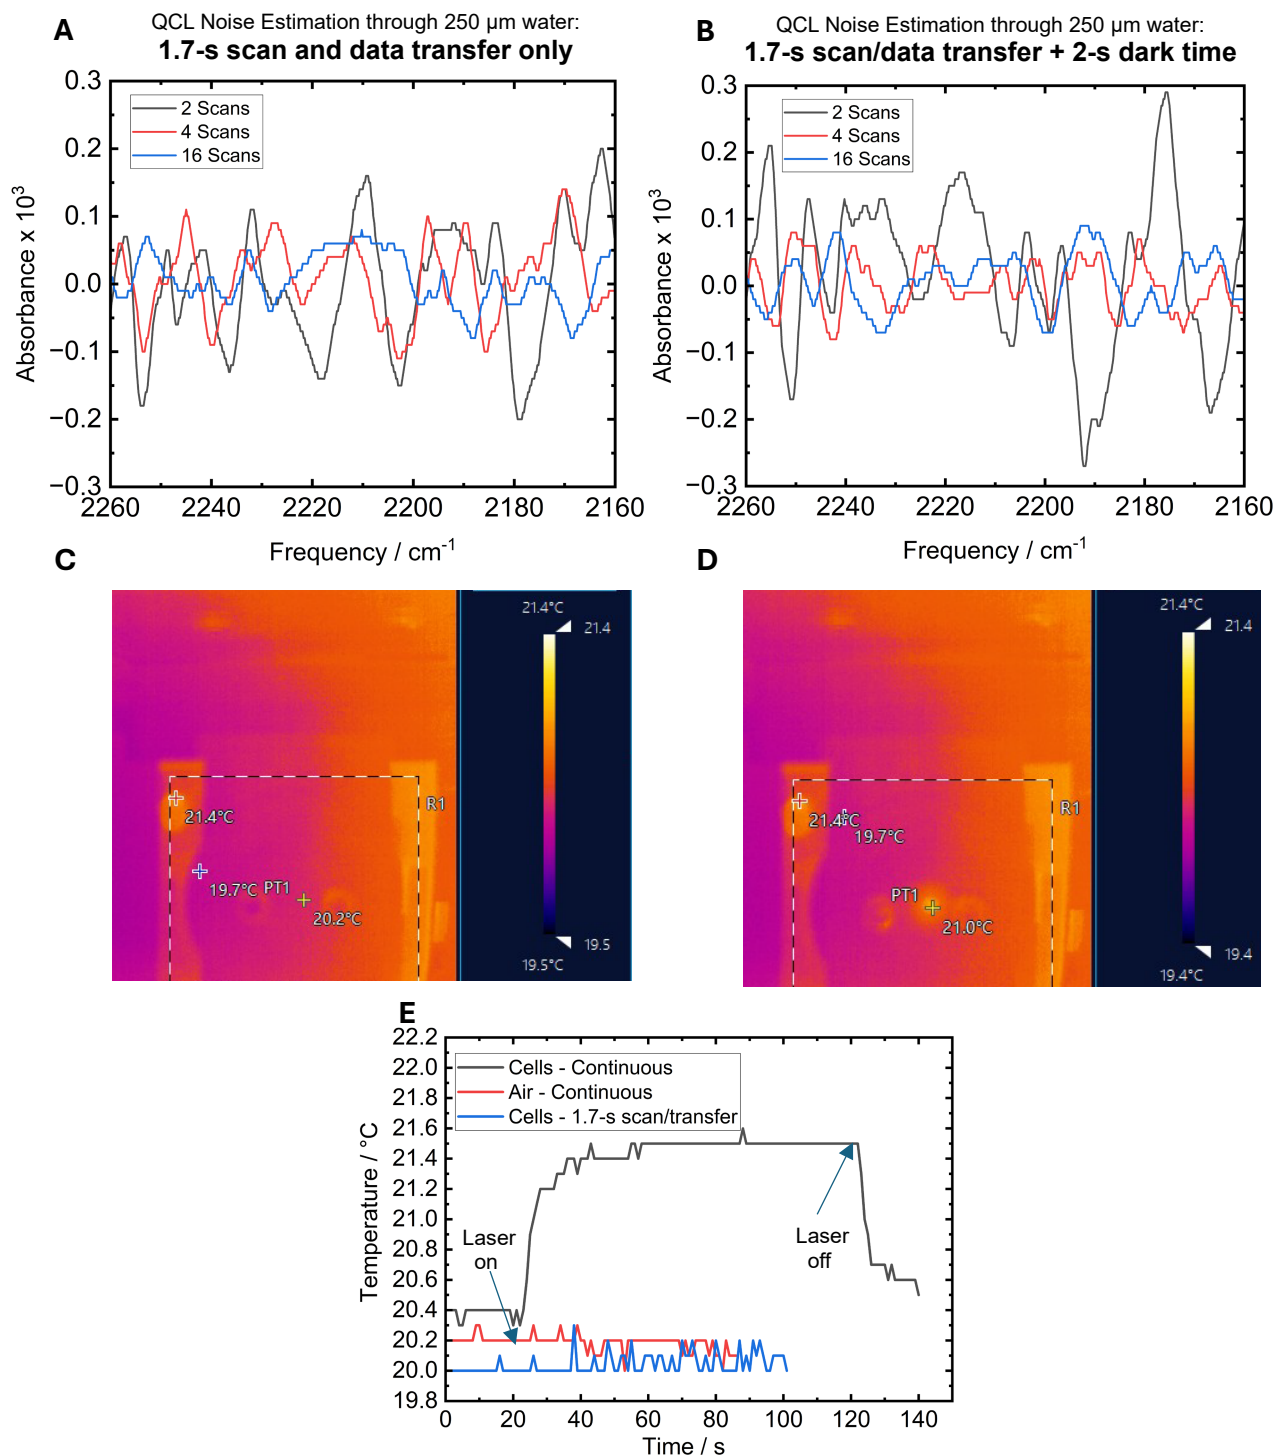 A
QCL Noise Estimation through 250 µm water:
1.7-s scan and data transfer only
0.3
0.2
0.1
0.0
−0.1
−0.2
−0.3
Absorbance x 10³
2 Scans
4 Scans
16 Scans
2260 2240 2220 2200 2180 2160
Frequency / cm⁻¹
B
QCL Noise Estimation through 250 µm water:
1.7-s scan/data transfer + 2-s dark time
0.3
0.2
0.1
0.0
−0.1
−0.2
−0.3
Absorbance x 10³
2 Scans
4 Scans
16 Scans
2260 2240 2220 2200 2180 2160
Frequency / cm⁻¹
C
21.4°C
21.4
R1
21.4°C
19.7°C PT1
20.2°C
19.5
19.5°C
D
21.4°C
21.4
R1
21.4°C
19.7°C
PT1
21.0°C
19.4
19.4°C
E
22.2
22.0
21.8
21.6
21.4
21.2
21.0
20.8
20.6
20.4
20.2
20.0
19.8
Temperature / °C
Cells - Continuous
Air - Continuous
Cells - 1.7-s scan/transfer
Laser
on
Laser
off
0 20 40 60 80 100 120 140
Time / s